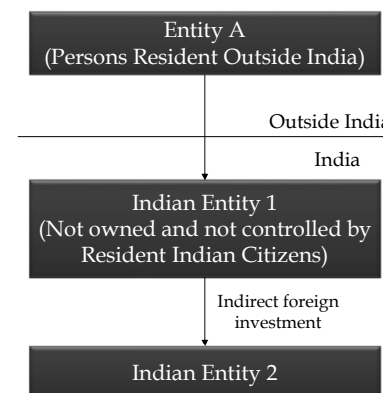 Entity A
(Persons Resident Outside India)
Outside India
India
Indian Entity 1
(Not owned and not controlled by
Resident Indian Citizens)
Indirect foreign
investment
Indian Entity 2